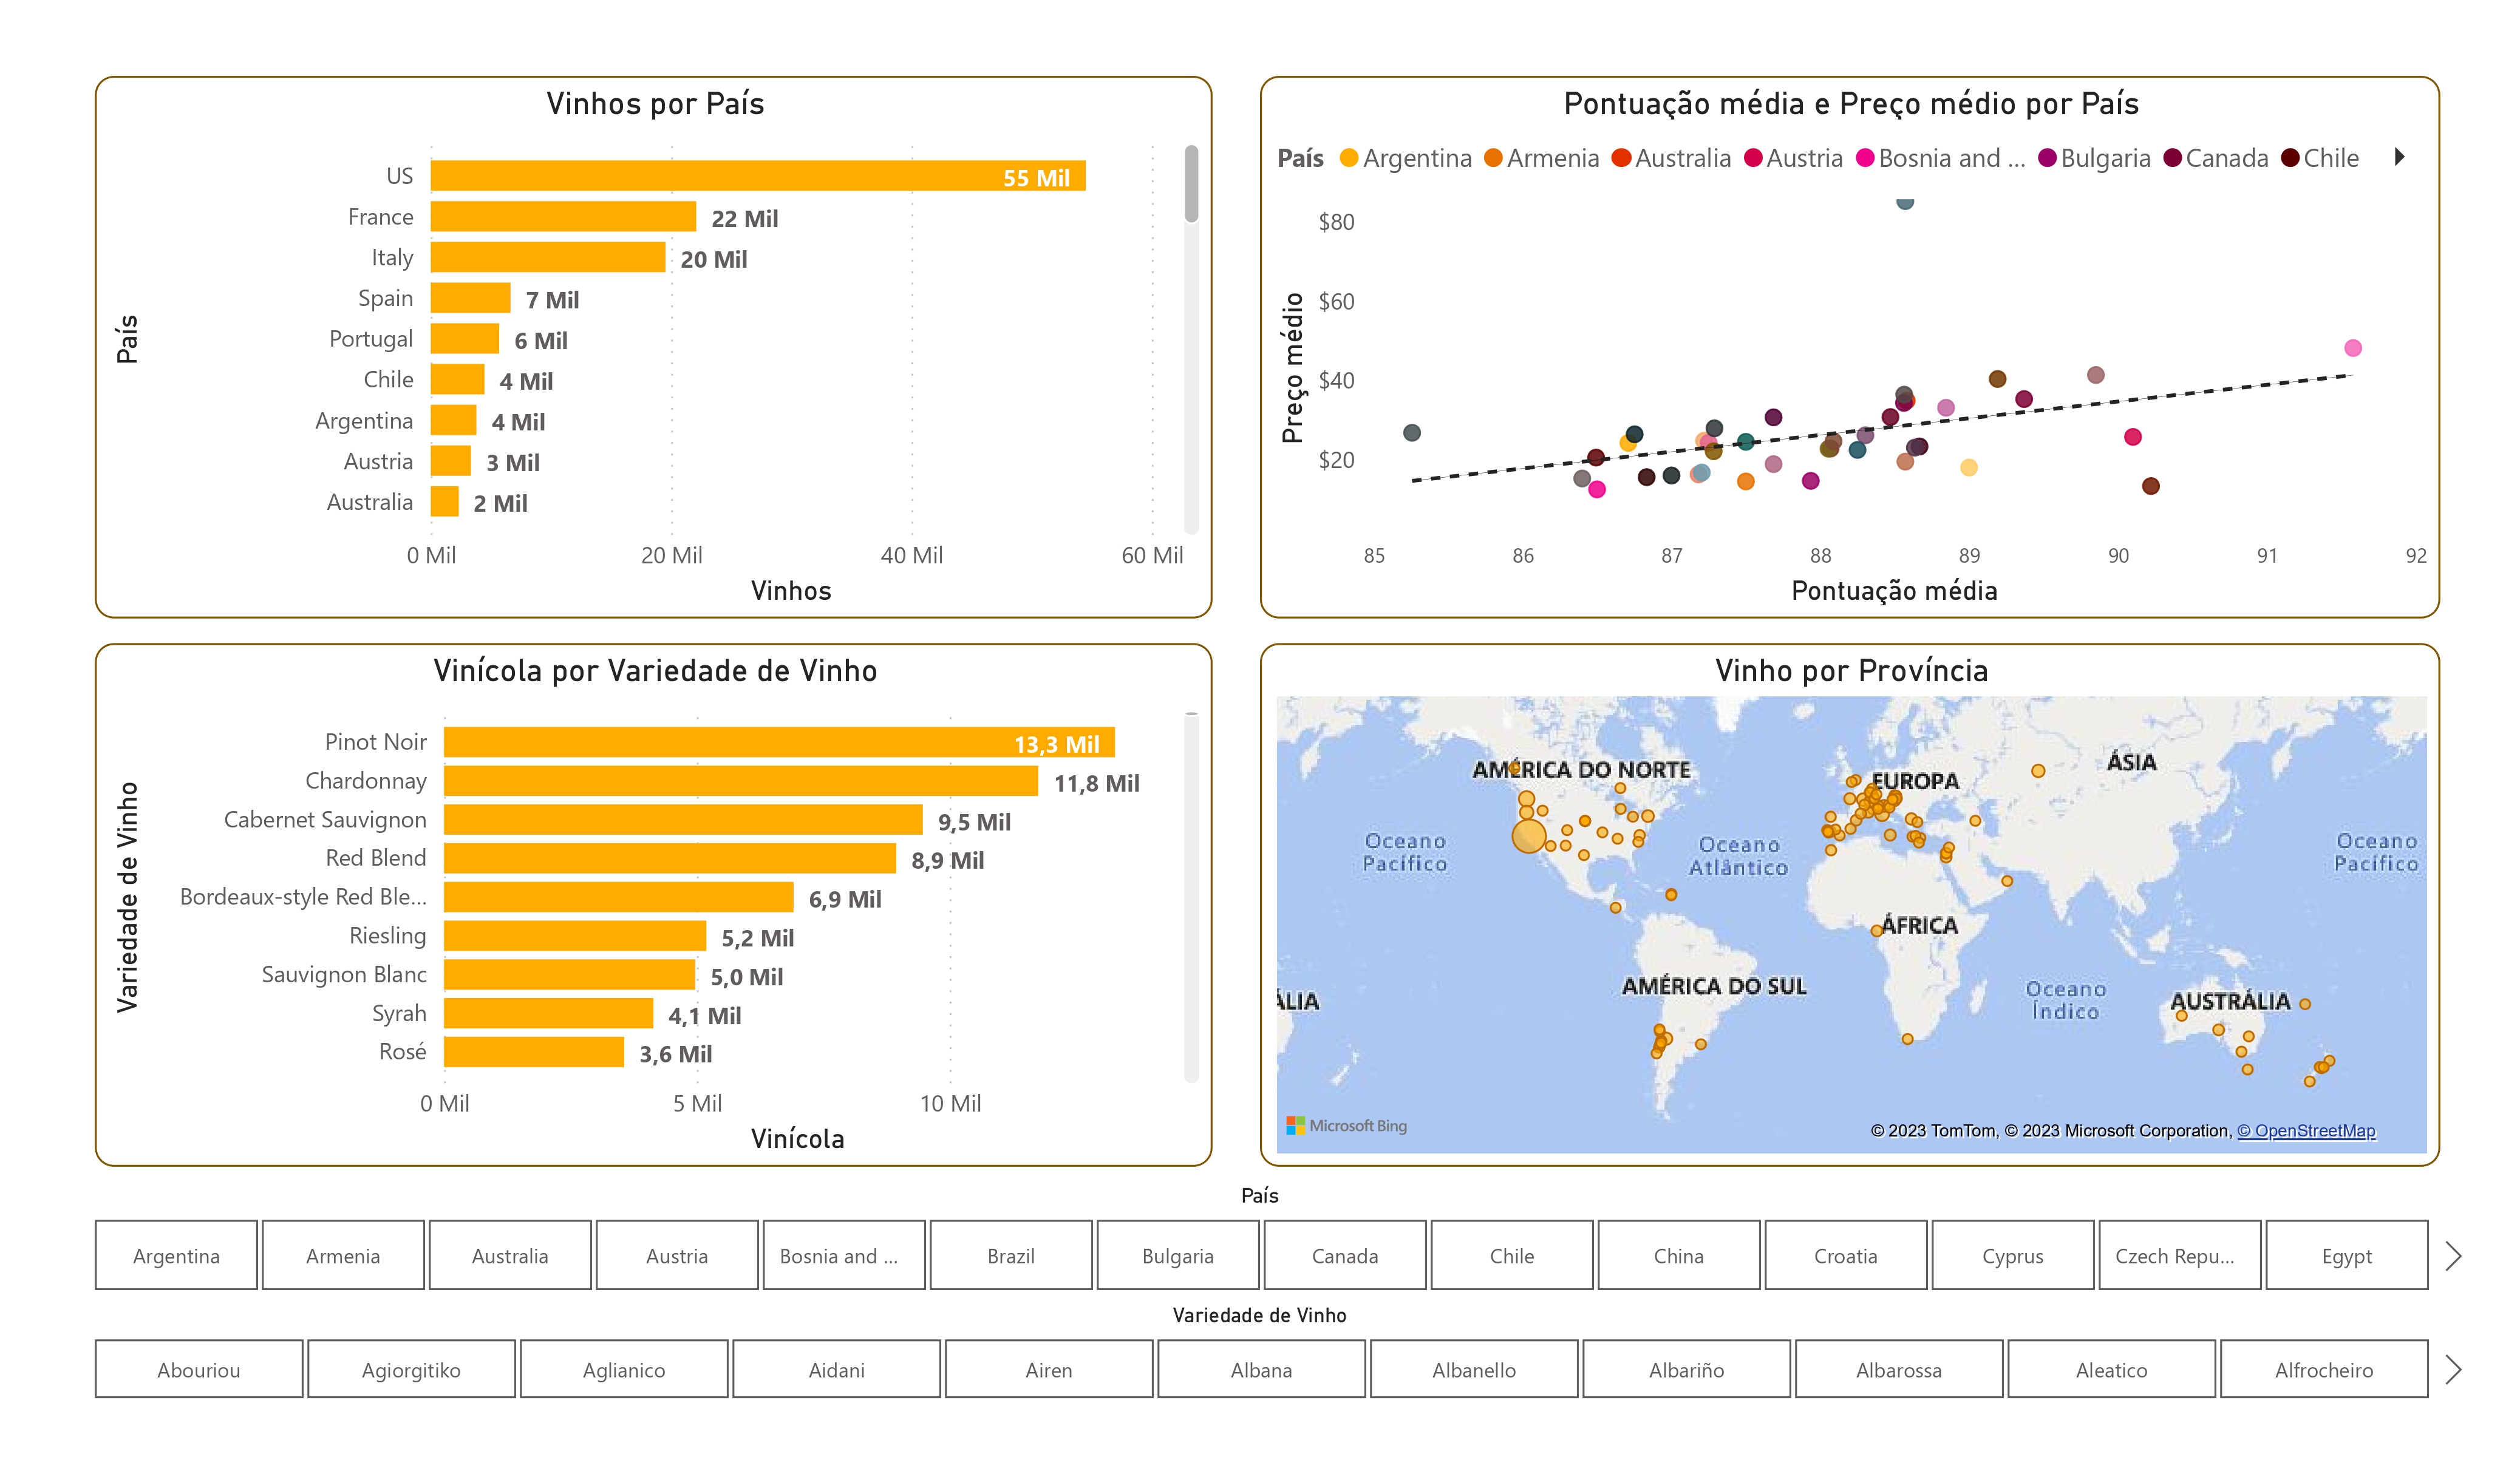 Vinhos por País
País
US
55 Mil
France
22 Mil
Italy
20 Mil
Spain
7 Mil
Portugal
6 Mil
Chile
4 Mil
Argentina
4 Mil
Austria
3 Mil
Australia
2 Mil
0 Mil 20 Mil 40 Mil 60 Mil
Vinhos
Pontuação média e Preço médio por País
País Argentina Armenia Australia Austria Bosnia and ... Bulgaria Canada Chile
Preço médio
$80
$60
$40
$20
85 86 87 88 89 90 91 92
Pontuação média
Vinícola por Variedade de Vinho
Variedade de Vinho
Pinot Noir
13,3 Mil
Chardonnay
11,8 Mil
Cabernet Sauvignon
9,5 Mil
Red Blend
8,9 Mil
Bordeaux-style Red Ble...
6,9 Mil
Riesling
5,2 Mil
Sauvignon Blanc
5,0 Mil
Syrah
4,1 Mil
Rosé
3,6 Mil
0 Mil 5 Mil 10 Mil
Vinícola
Vinho por Província
AMÉRICA DO NORTE
EUROPA
ÁSIA
Oceano
Pacífico
Oceano
Atlântico
Oceano
Pacífico
ÁFRICA
AMÉRICA DO SUL
Oceano
Índico
ÁLIA
AUSTRÁLIA
Microsoft Bing
© 2023 TomTom, © 2023 Microsoft Corporation, © OpenStreetMap
País
Argentina Armenia Australia Austria Bosnia and ... Brazil Bulgaria Canada Chile China Croatia Cyprus Czech Repu... Egypt
Variedade de Vinho
Abouriou Agiorgitiko Aglianico Aidani Airen Albana Albanello Albariño Albarossa Aleatico Alfrocheiro